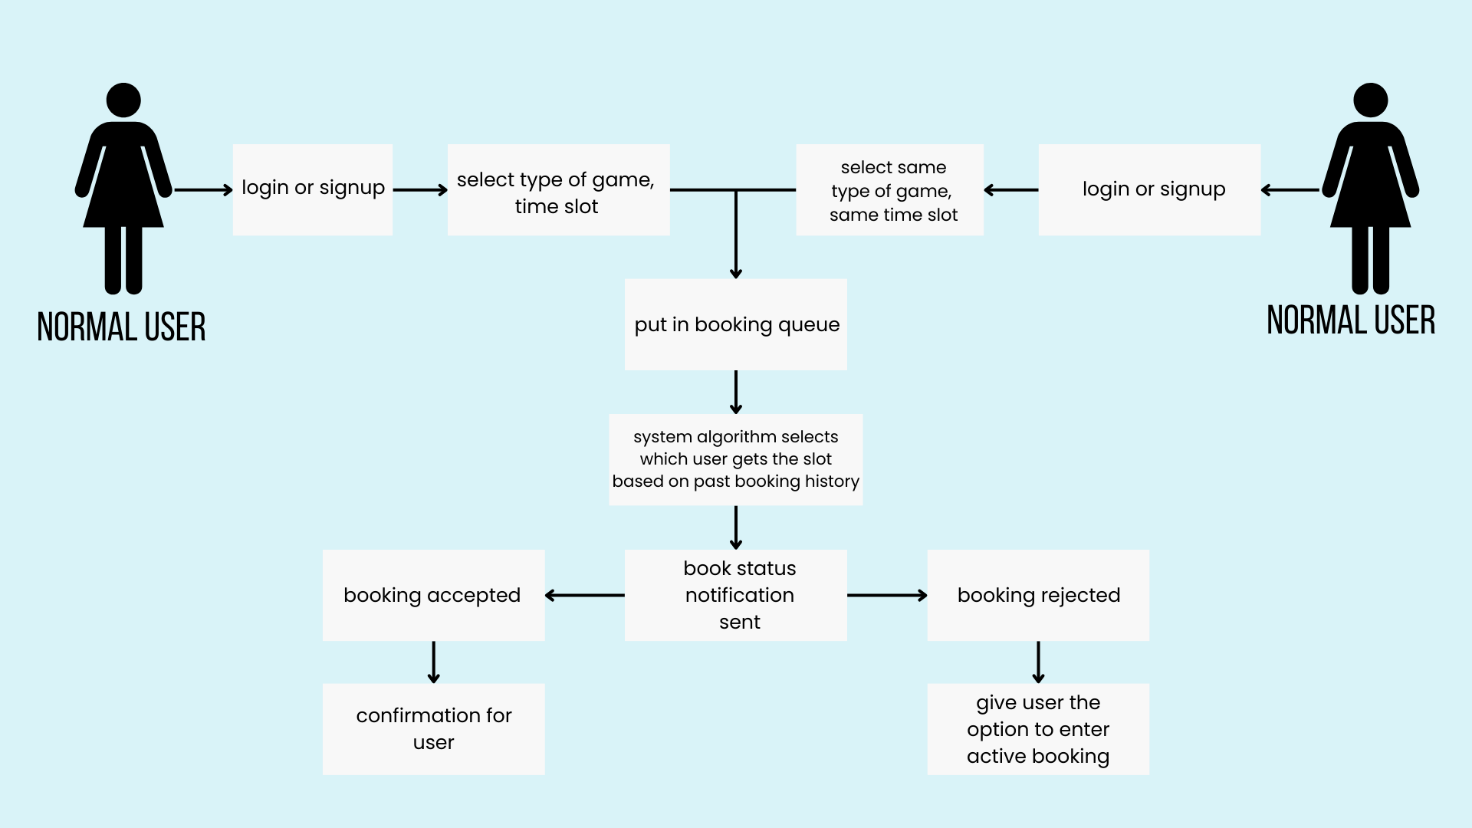 login or signup
select type of game,
time slot
select same
type of game,
same time slot
login or signup
NORMAL USER
NORMAL USER
put in booking queue
system algorithm selects
which user gets the slot
based on past booking history
booking accepted
book status
notification
sent
booking rejected
confirmation for
user
give user the
option to enter
active booking